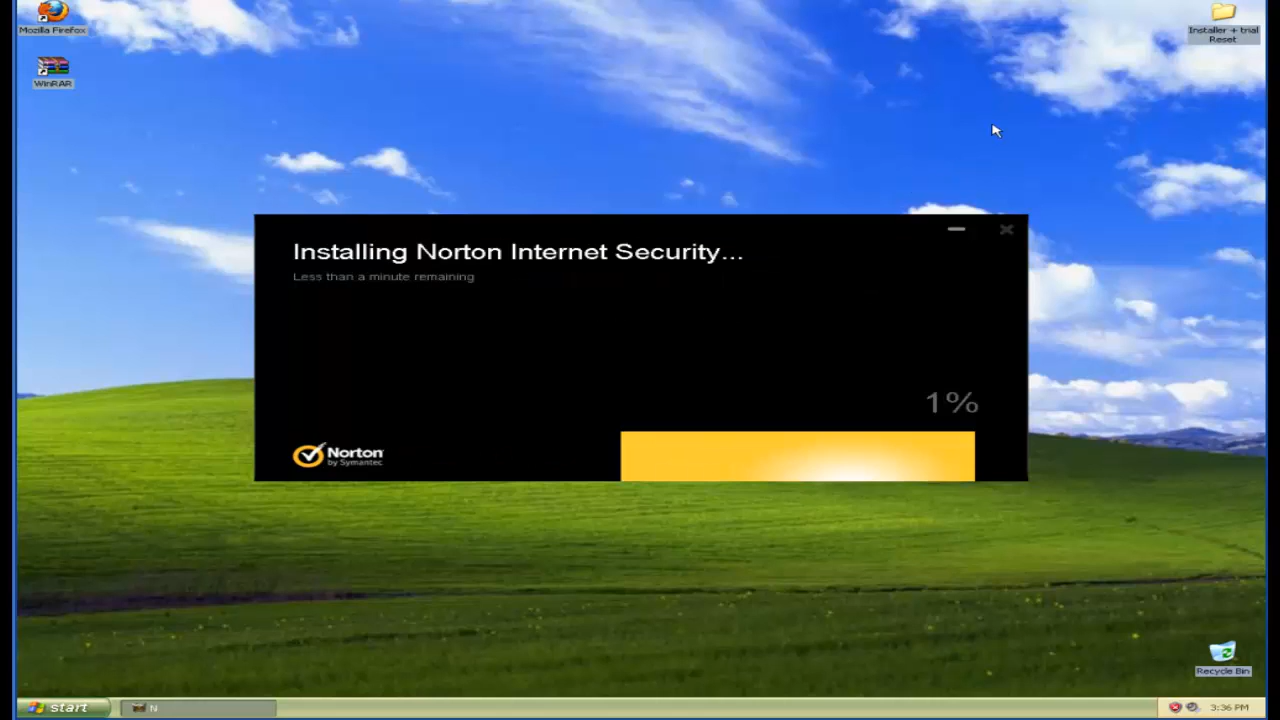 Mozilla Firefox
Installer + trial
Reset
WinRAR
Installing Norton Internet Security...
Less than a minute remaining
1%
Norton
by Symantec
Recycle Bin
start
N
3:36 PM